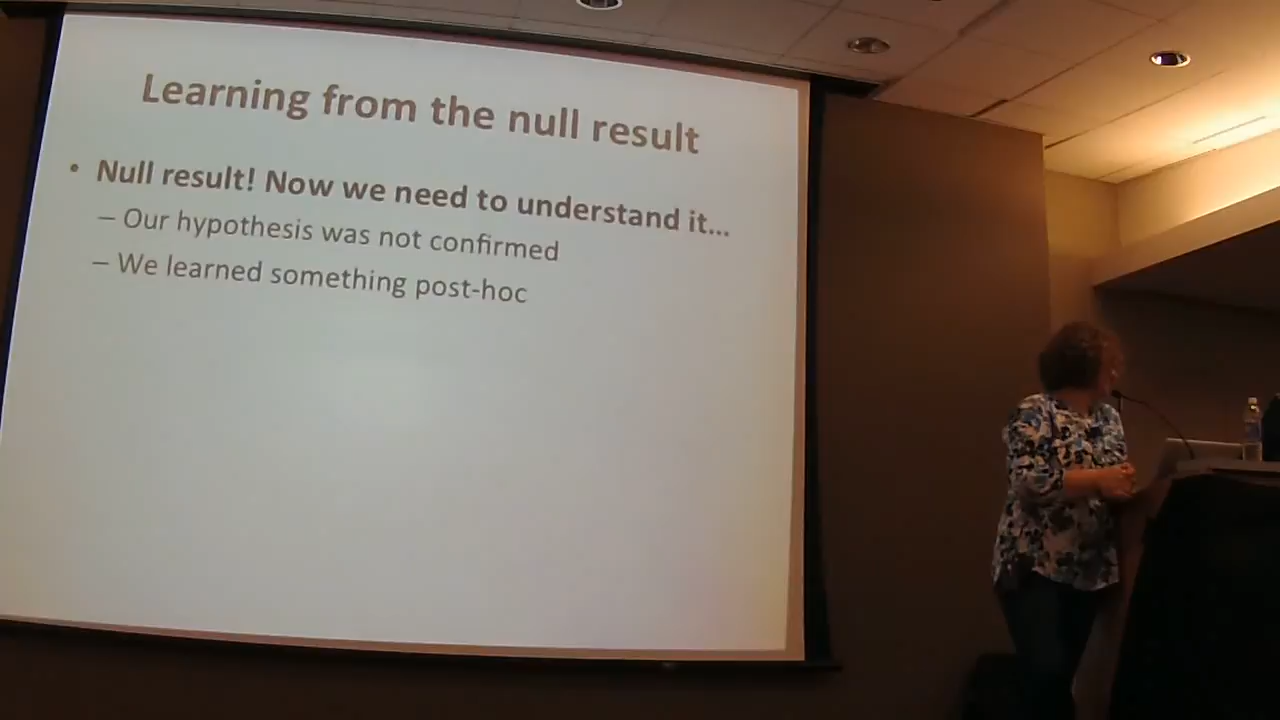 Learning from the null result
• Null result! Now we need to understand it...
– Our hypothesis was not confirmed
– We learned something post-hoc